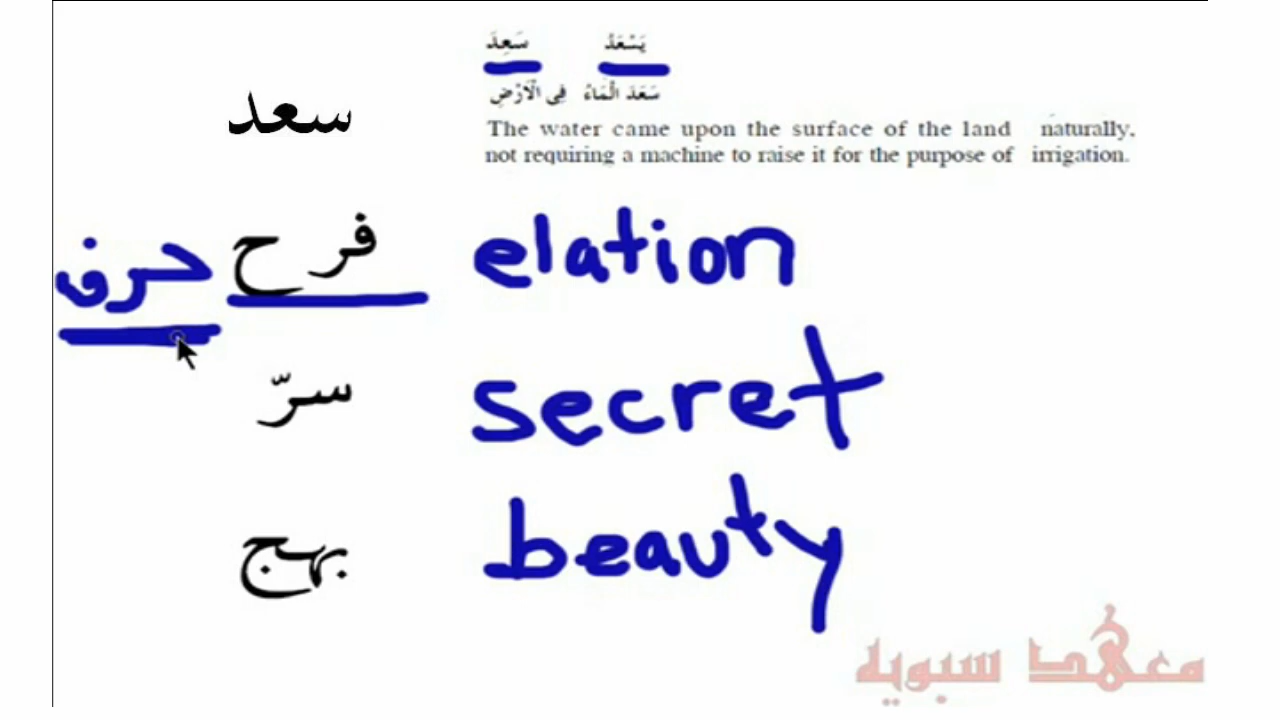 سَعِدَ يَسْعَدُ
سَعَدَ الْمَاءُ فِى الْاَرْضِ
The water came upon the surface of the land naturally,
not requiring a machine to raise it for the purpose of irrigation.
سعد
فرح حرف elation
سرّ secret
بهج beauty
معهد سبويه